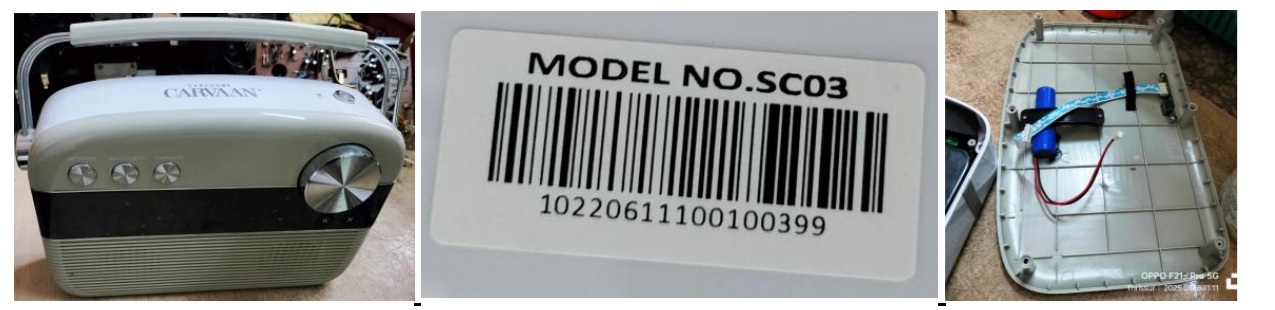 CARVAAN
MODEL NO.SC03
10220611100100399
OPPO F21s Pro 5G